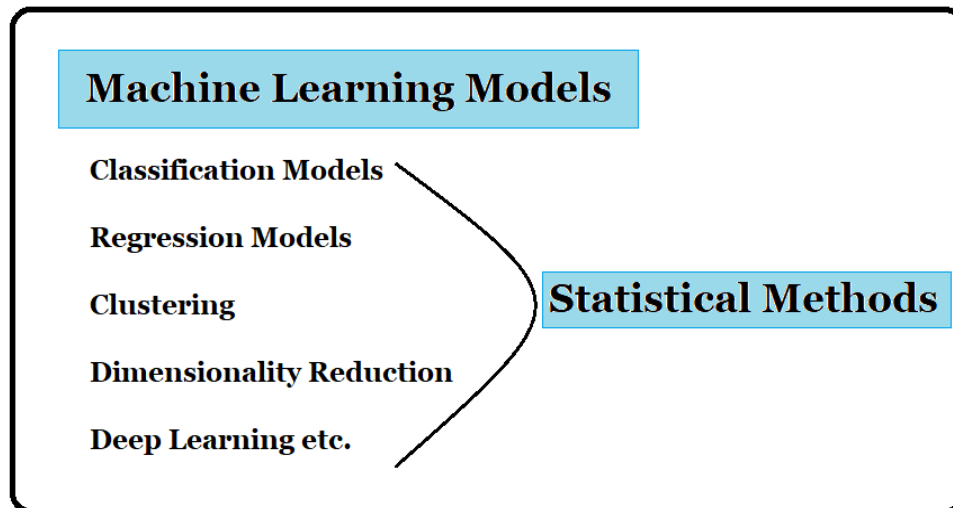 Machine Learning Models
Classification Models
Regression Models
Clustering
Statistical Methods
Dimensionality Reduction
Deep Learning etc.